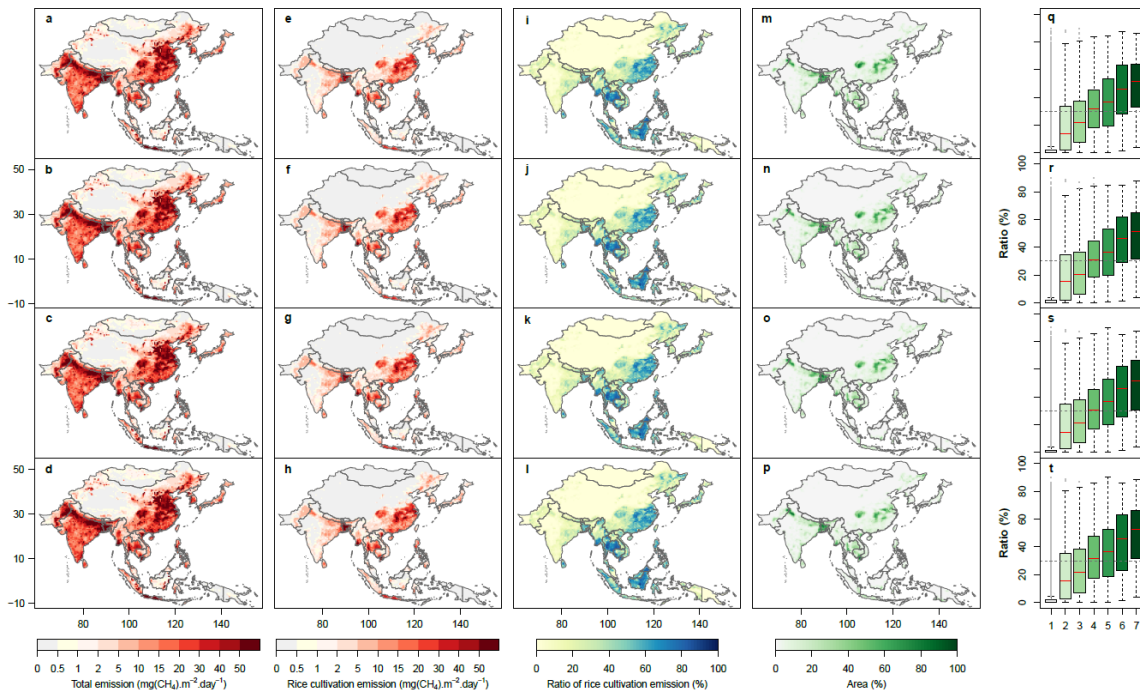 a e i m q
b f j n r
c g k o s
d h l p t
50
30
10
−10
50
30
10
−10
100
80
60
40
20
0
Ratio (%)
100
80
60
40
20
0
Ratio (%)
80 100 120 140 80 100 120 140 80 100 120 140 80 100 120 140 1 2 3 4 5 6 7
0 0.5 1 2 5 10 15 20 30 40 50 0 0.5 1 2 5 10 15 20 30 40 50 0 20 40 60 80 100 0 20 40 60 80 100
Total emission (mg(CH₄).m⁻².day⁻¹) Rice cultivation emission (mg(CH₄).m⁻².day⁻¹) Ratio of rice cultivation emission (%) Area (%)